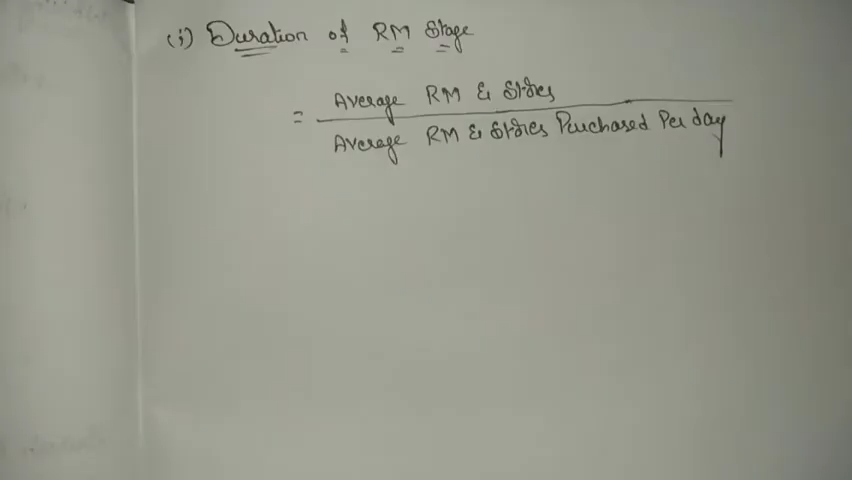 (i) Duration of RM Stage
= Average RM & Stores
Average RM & Stores Purchased Per day